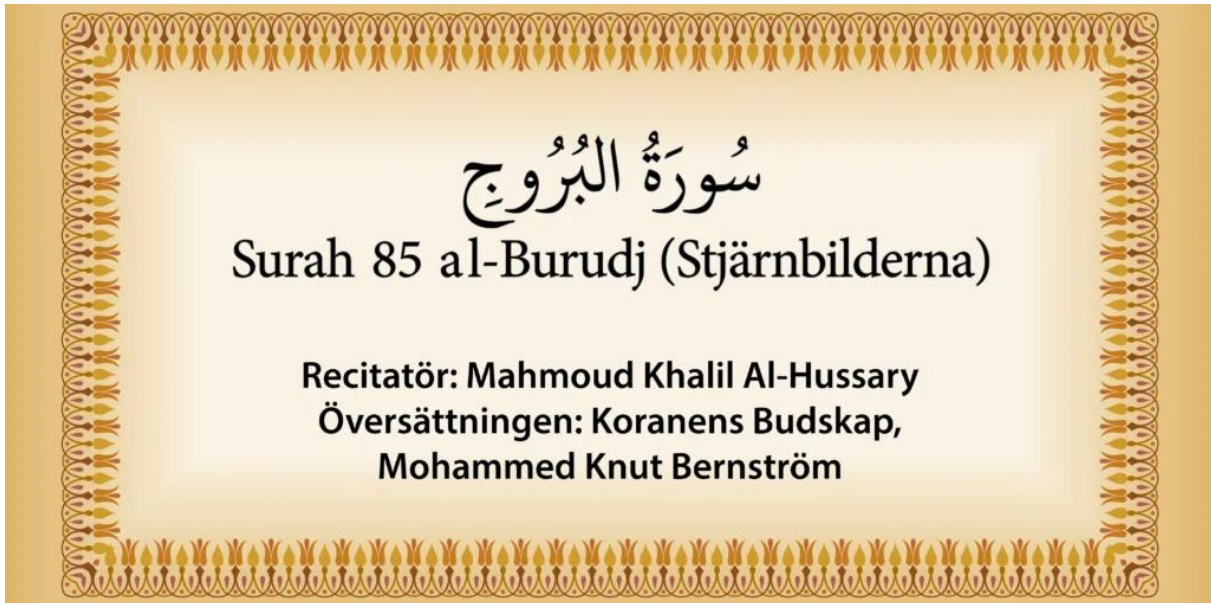 سُورَةُ البُرُوجِ
Surah 85 al-Burudj (Stjärnbilderna)
Recitatör: Mahmoud Khalil Al-Hussary
Översättningen: Koranens Budskap,
Mohammed Knut Bernström